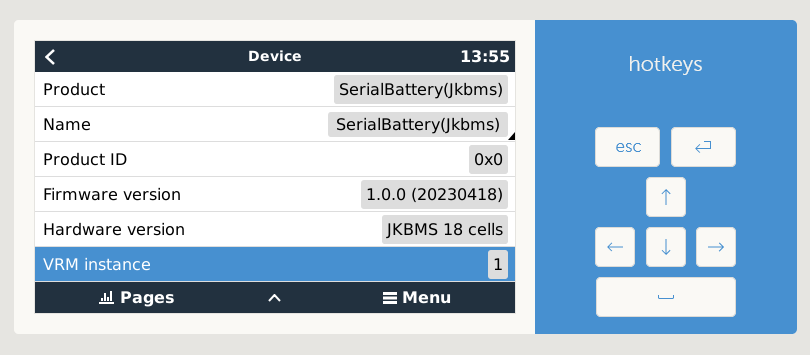 Device 13:55
Product SerialBattery(Jkbms)
Name SerialBattery(Jkbms)
Product ID 0x0
Firmware version 1.0.0 (20230418)
Hardware version JKBMS 18 cells
VRM instance 1
Pages Menu
hotkeys
esc